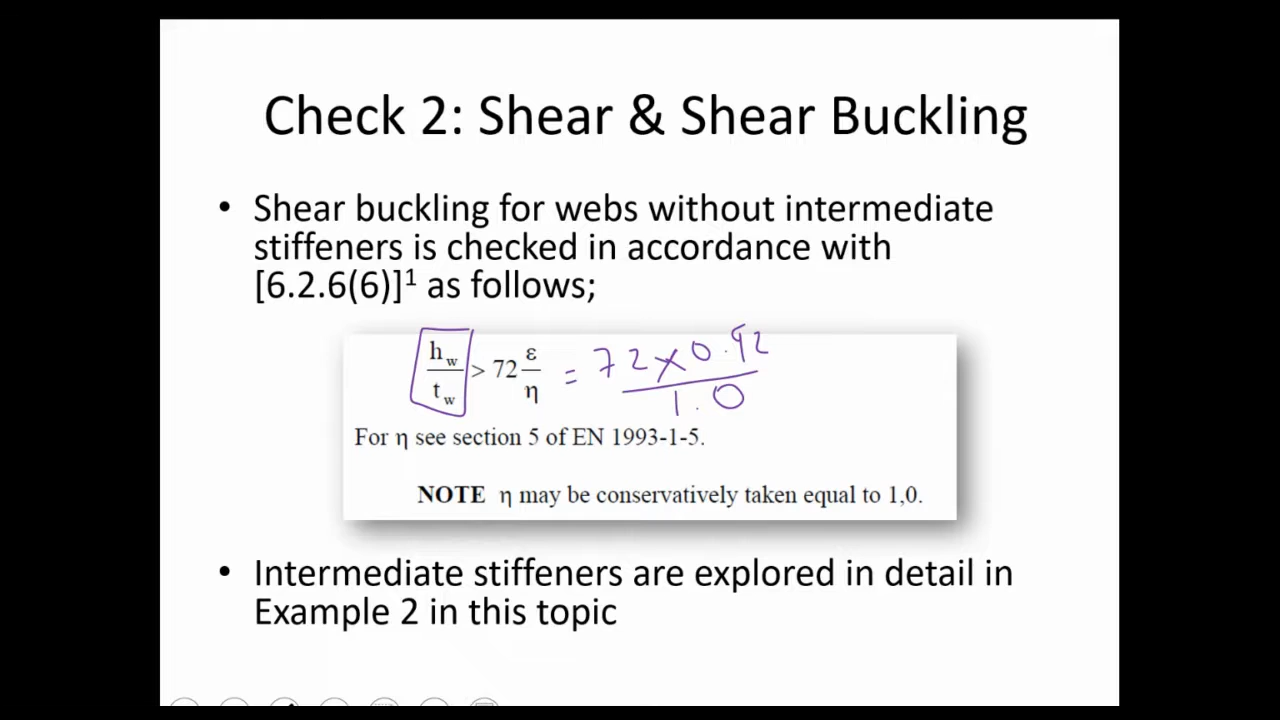 Check 2: Shear & Shear Buckling
• Shear buckling for webs without intermediate
stiffeners is checked in accordance with
[6.2.6(6)]¹ as follows;
h_w / t_w > 72 ε / η = 72 × 0.92 / 1.0
For η see section 5 of EN 1993-1-5.
NOTE η may be conservatively taken equal to 1,0.
• Intermediate stiffeners are explored in detail in
Example 2 in this topic